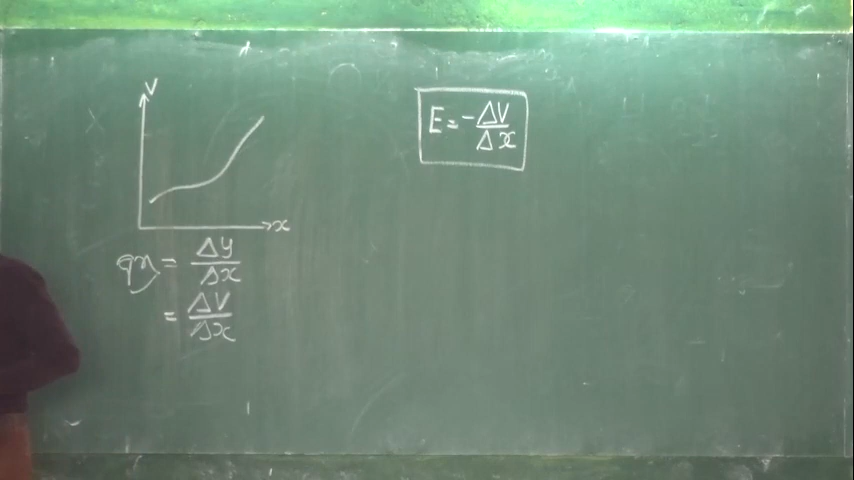 V
x
= Δy/Δx
= ΔV/Δx
E = -ΔV/Δx